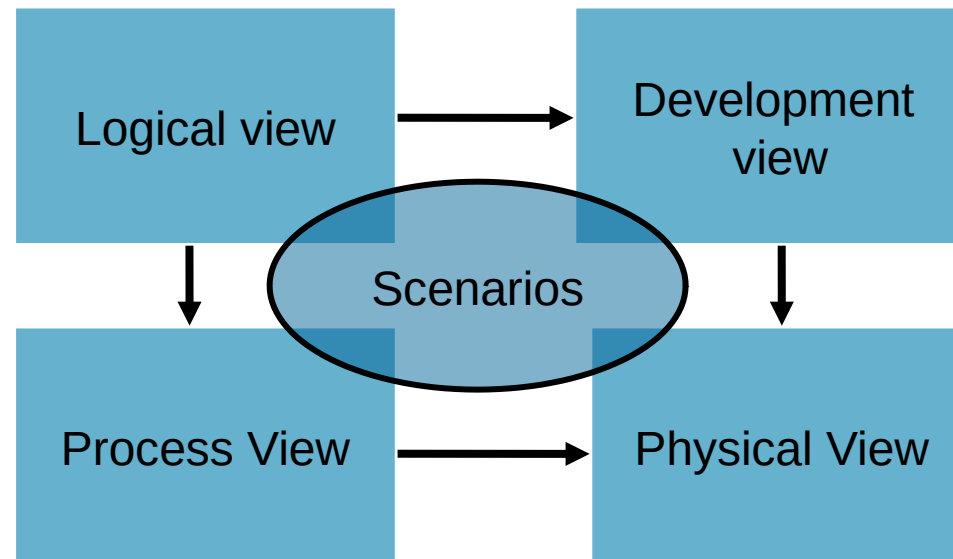 Logical view
Development
view
Scenarios
Process View
Physical View